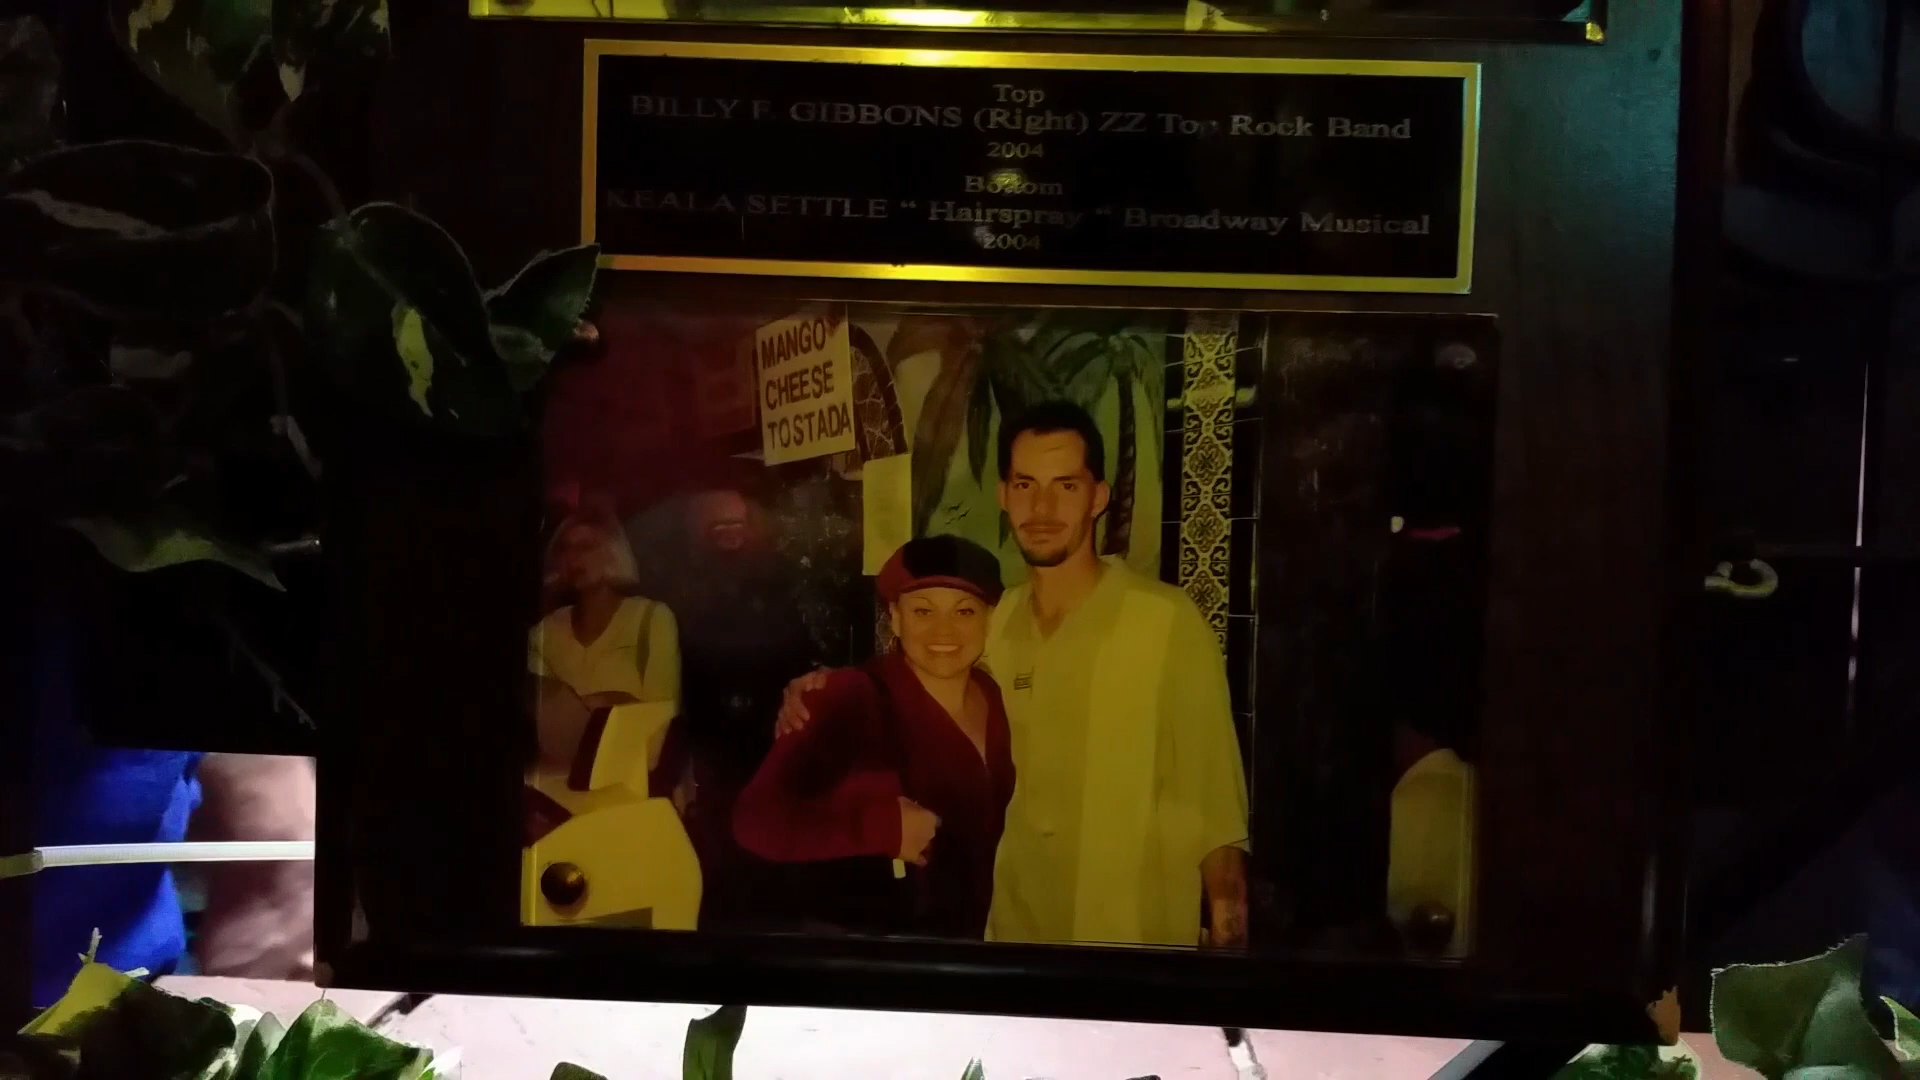 Top
BILLY F. GIBBONS (Right) ZZ Top Rock Band
2004
Bottom
KEALA SETTLE " Hairspray " Broadway Musical
2004
MANGO
CHEESE
TOSTADA